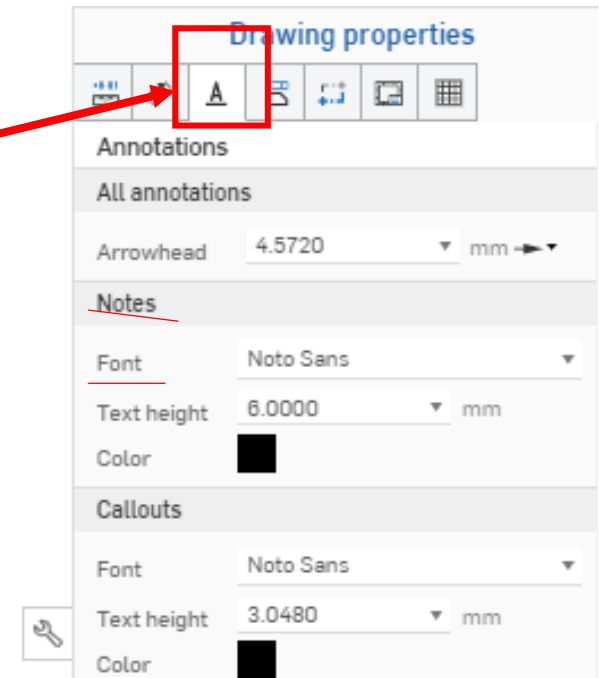 Drawing properties
A
Annotations
All annotations
Arrowhead 4.5720 mm
Notes
Font Noto Sans
Text height 6.0000 mm
Color
Callouts
Font Noto Sans
Text height 3.0480 mm
Color